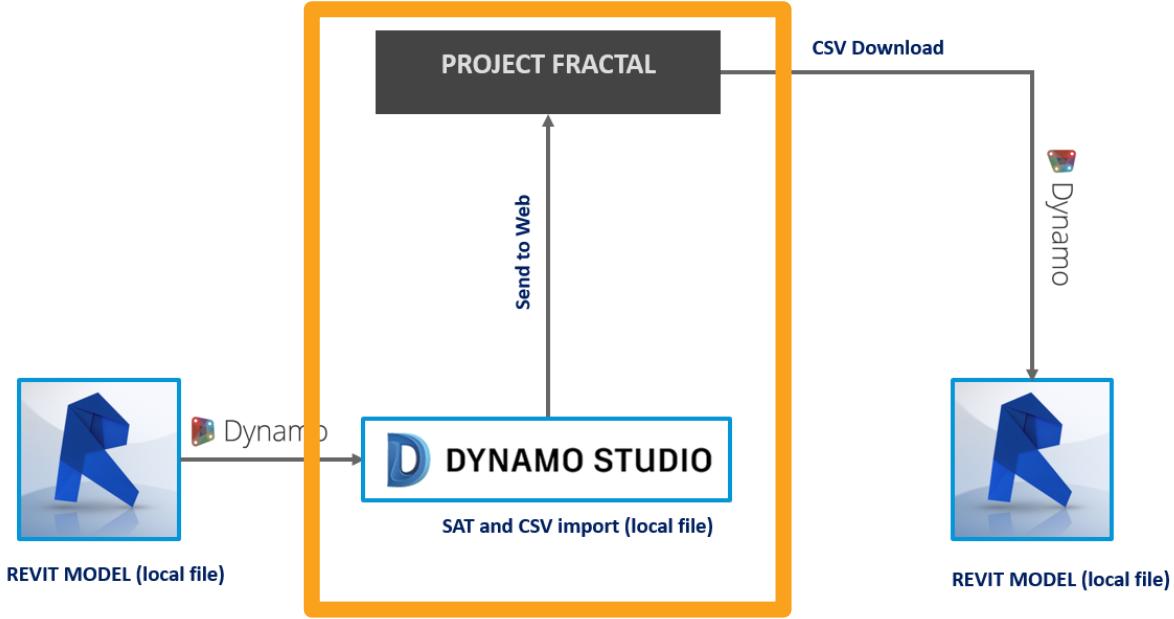 PROJECT FRACTAL
CSV Download
Send to Web
Dynamo
Dynamo
DYNAMO STUDIO
SAT and CSV import (local file)
REVIT MODEL (local file)
REVIT MODEL (local file)